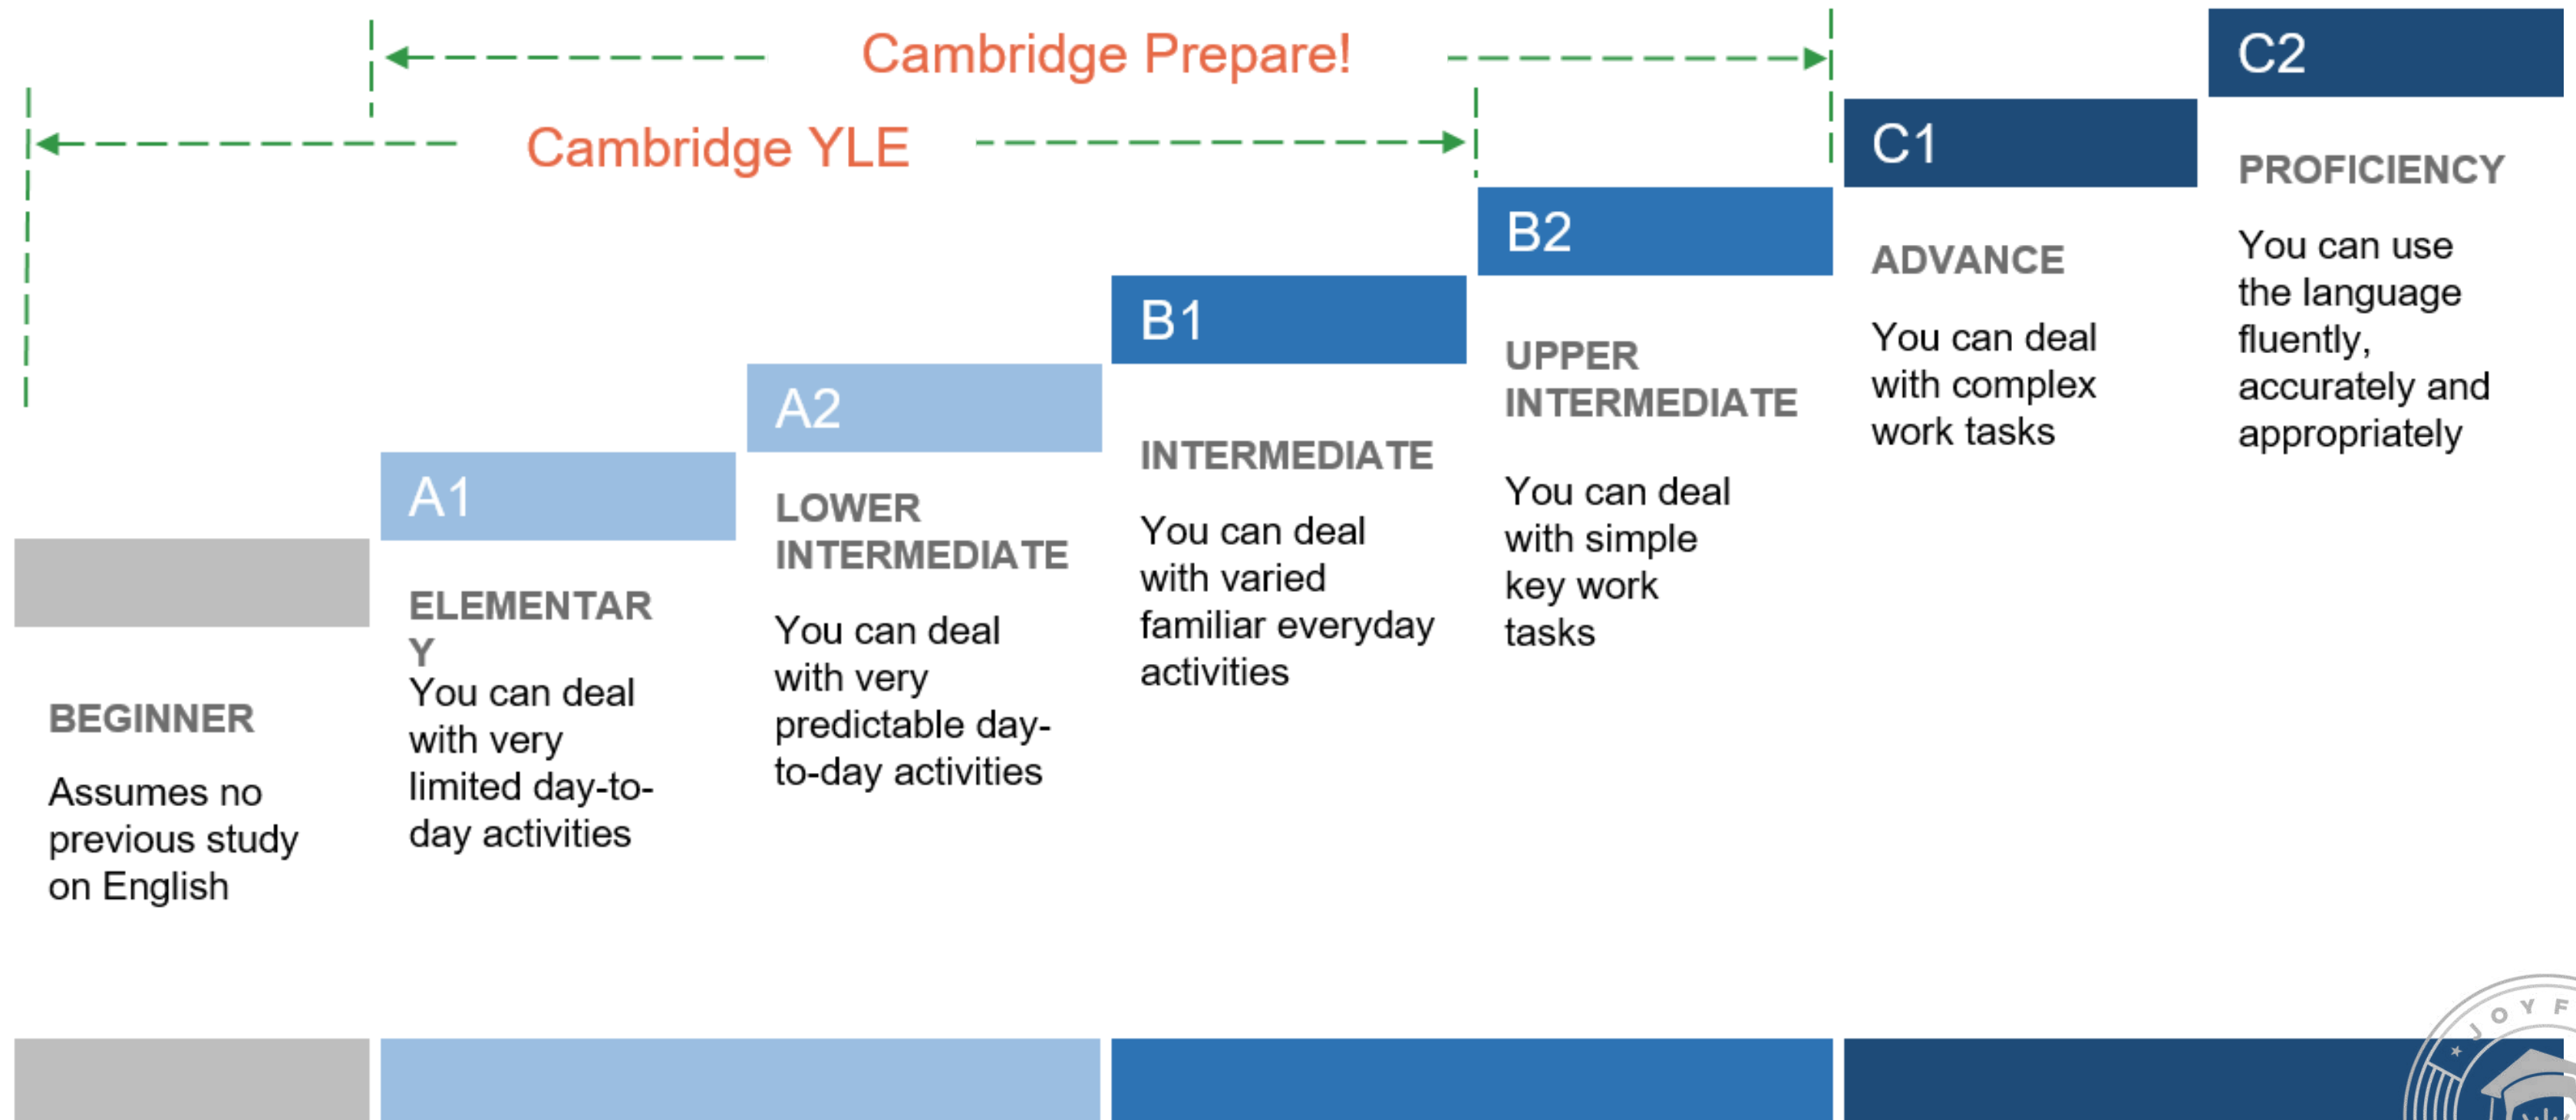 Cambridge Prepare!
Cambridge YLE
BEGINNER
Assumes no
previous study
on English
A1
ELEMENTAR
Y
You can deal
with very
limited day-to-
day activities
A2
LOWER
INTERMEDIATE
You can deal
with very
predictable day-
to-day activities
B1
INTERMEDIATE
You can deal
with varied
familiar everyday
activities
B2
UPPER
INTERMEDIATE
You can deal
with simple
key work
tasks
C1
ADVANCE
You can deal
with complex
work tasks
C2
PROFICIENCY
You can use
the language
fluently,
accurately and
appropriately
JOYF